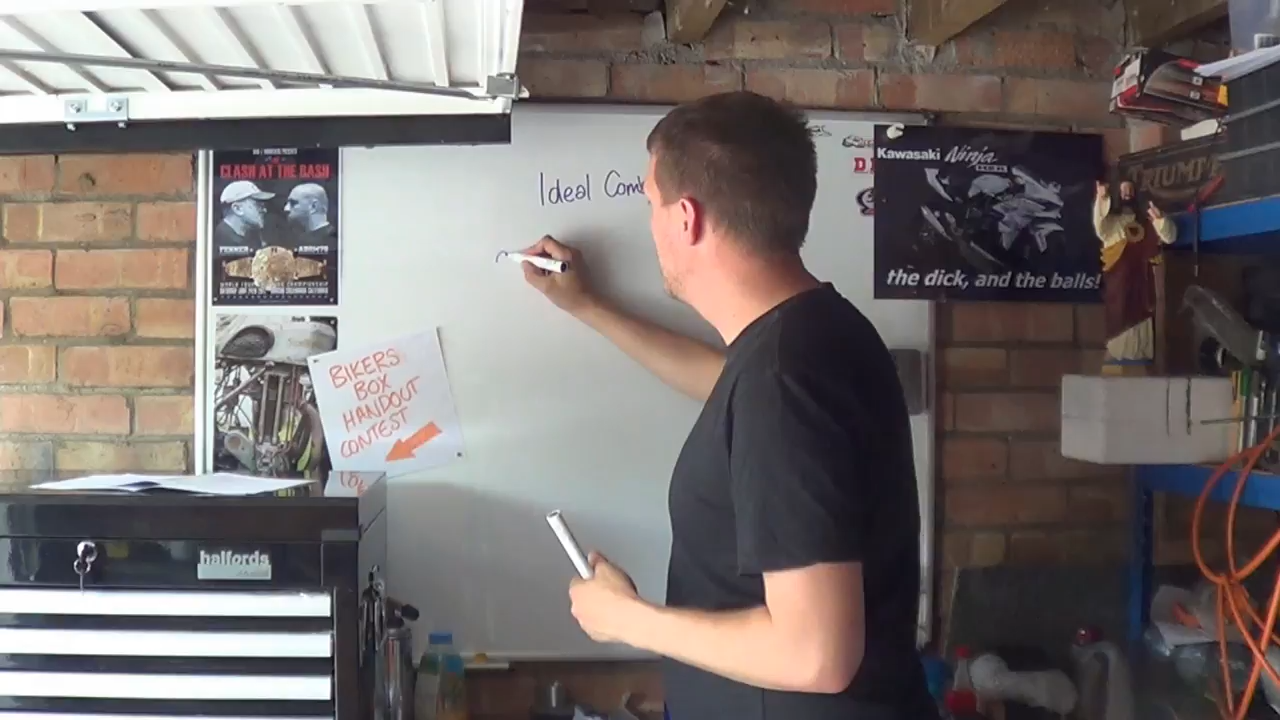 CLASH AT THE BASH
Ideal Comb
BIKERS
BOX
HANDOUT
CONTEST
halfords
Kawasaki Ninja
the dick, and the balls!
TRIUMPH